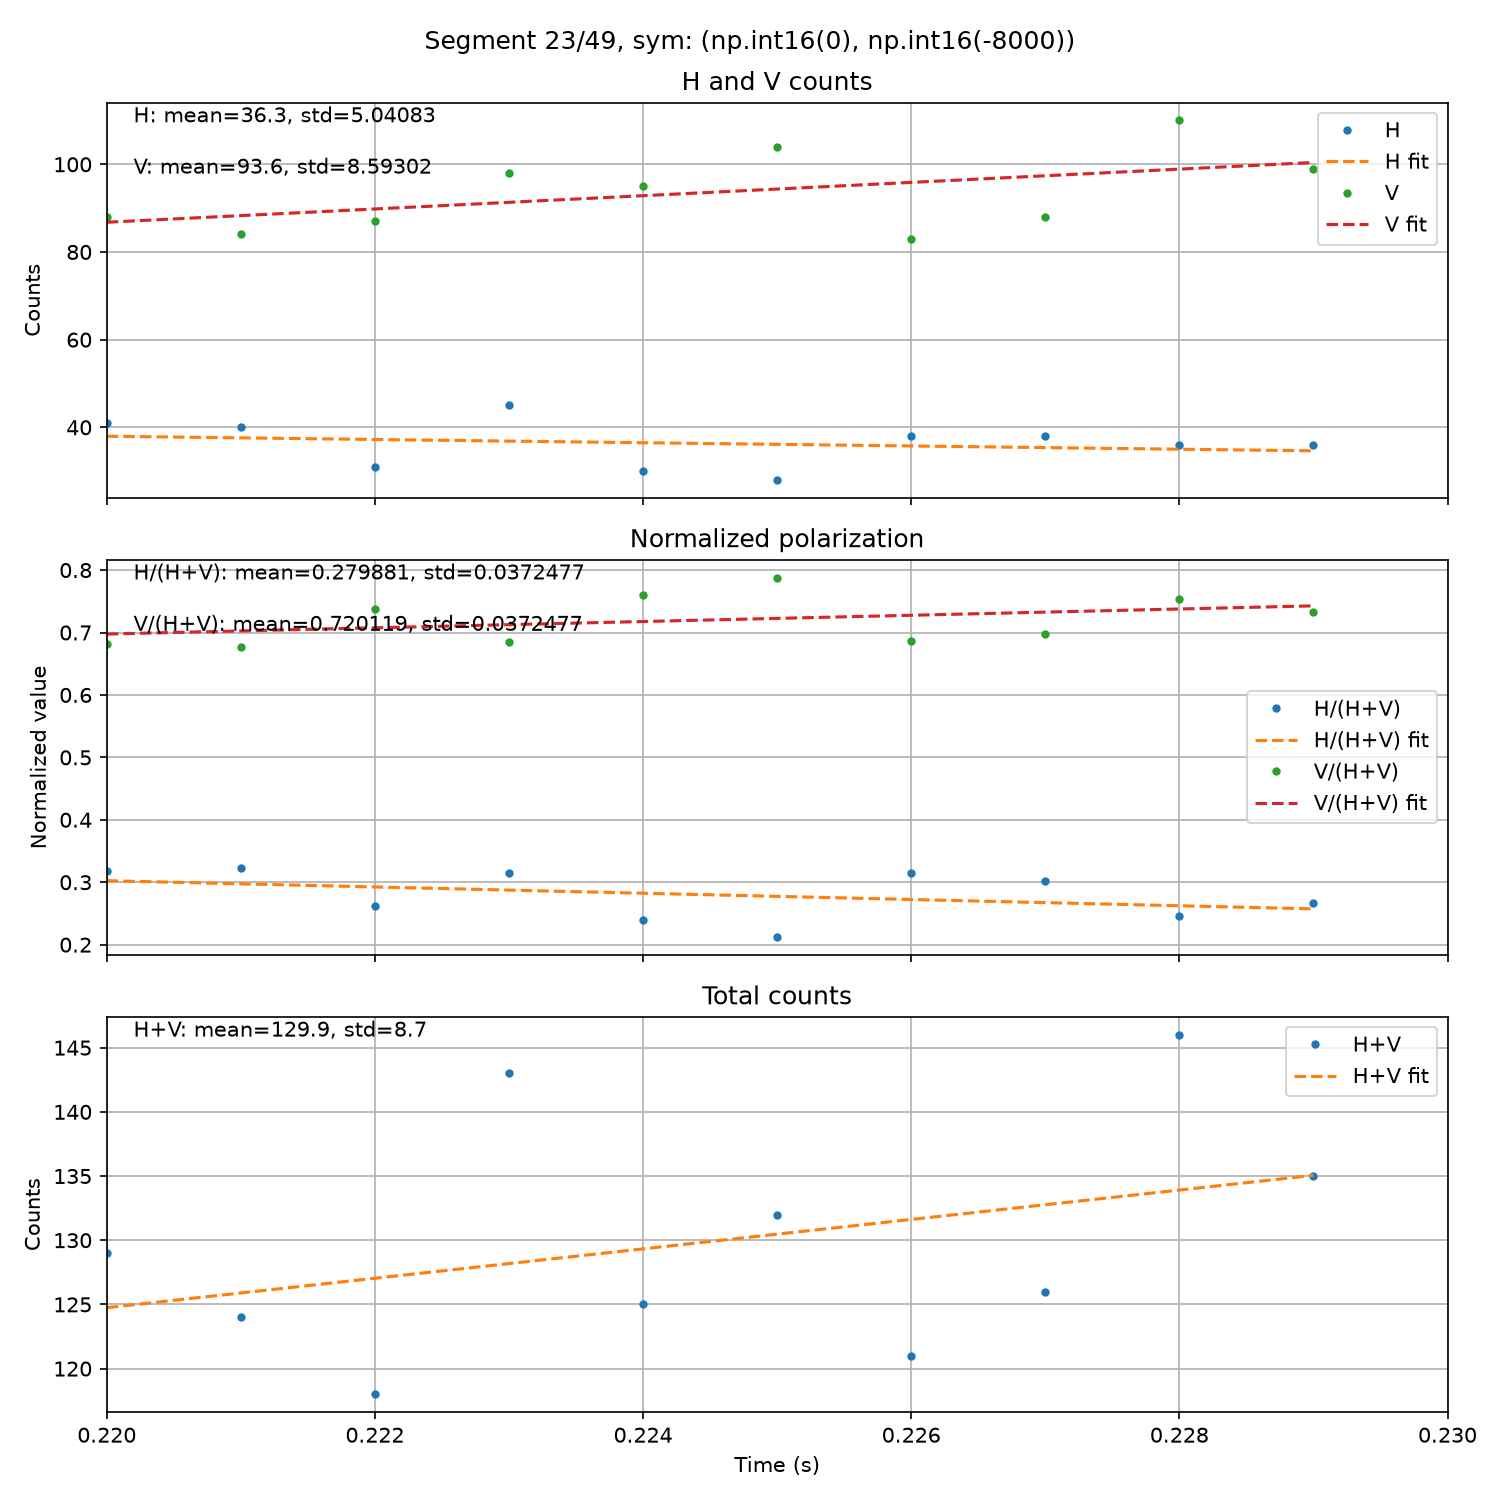 Segment 23/49, sym: (np.int16(0), np.int16(-8000))
H and V counts
H: mean=36.3, std=5.04083
V: mean=93.6, std=8.59302
H
H fit
V
V fit
100
80
60
40
Counts
Normalized polarization
H/(H+V): mean=0.279881, std=0.0372477
V/(H+V): mean=0.720119, std=0.0372477
H/(H+V)
H/(H+V) fit
V/(H+V)
V/(H+V) fit
0.8
0.7
0.6
0.5
0.4
0.3
0.2
Normalized value
Total counts
H+V: mean=129.9, std=8.7
H+V
H+V fit
145
140
135
130
125
120
Counts
0.220 0.222 0.224 0.226 0.228 0.230
Time (s)